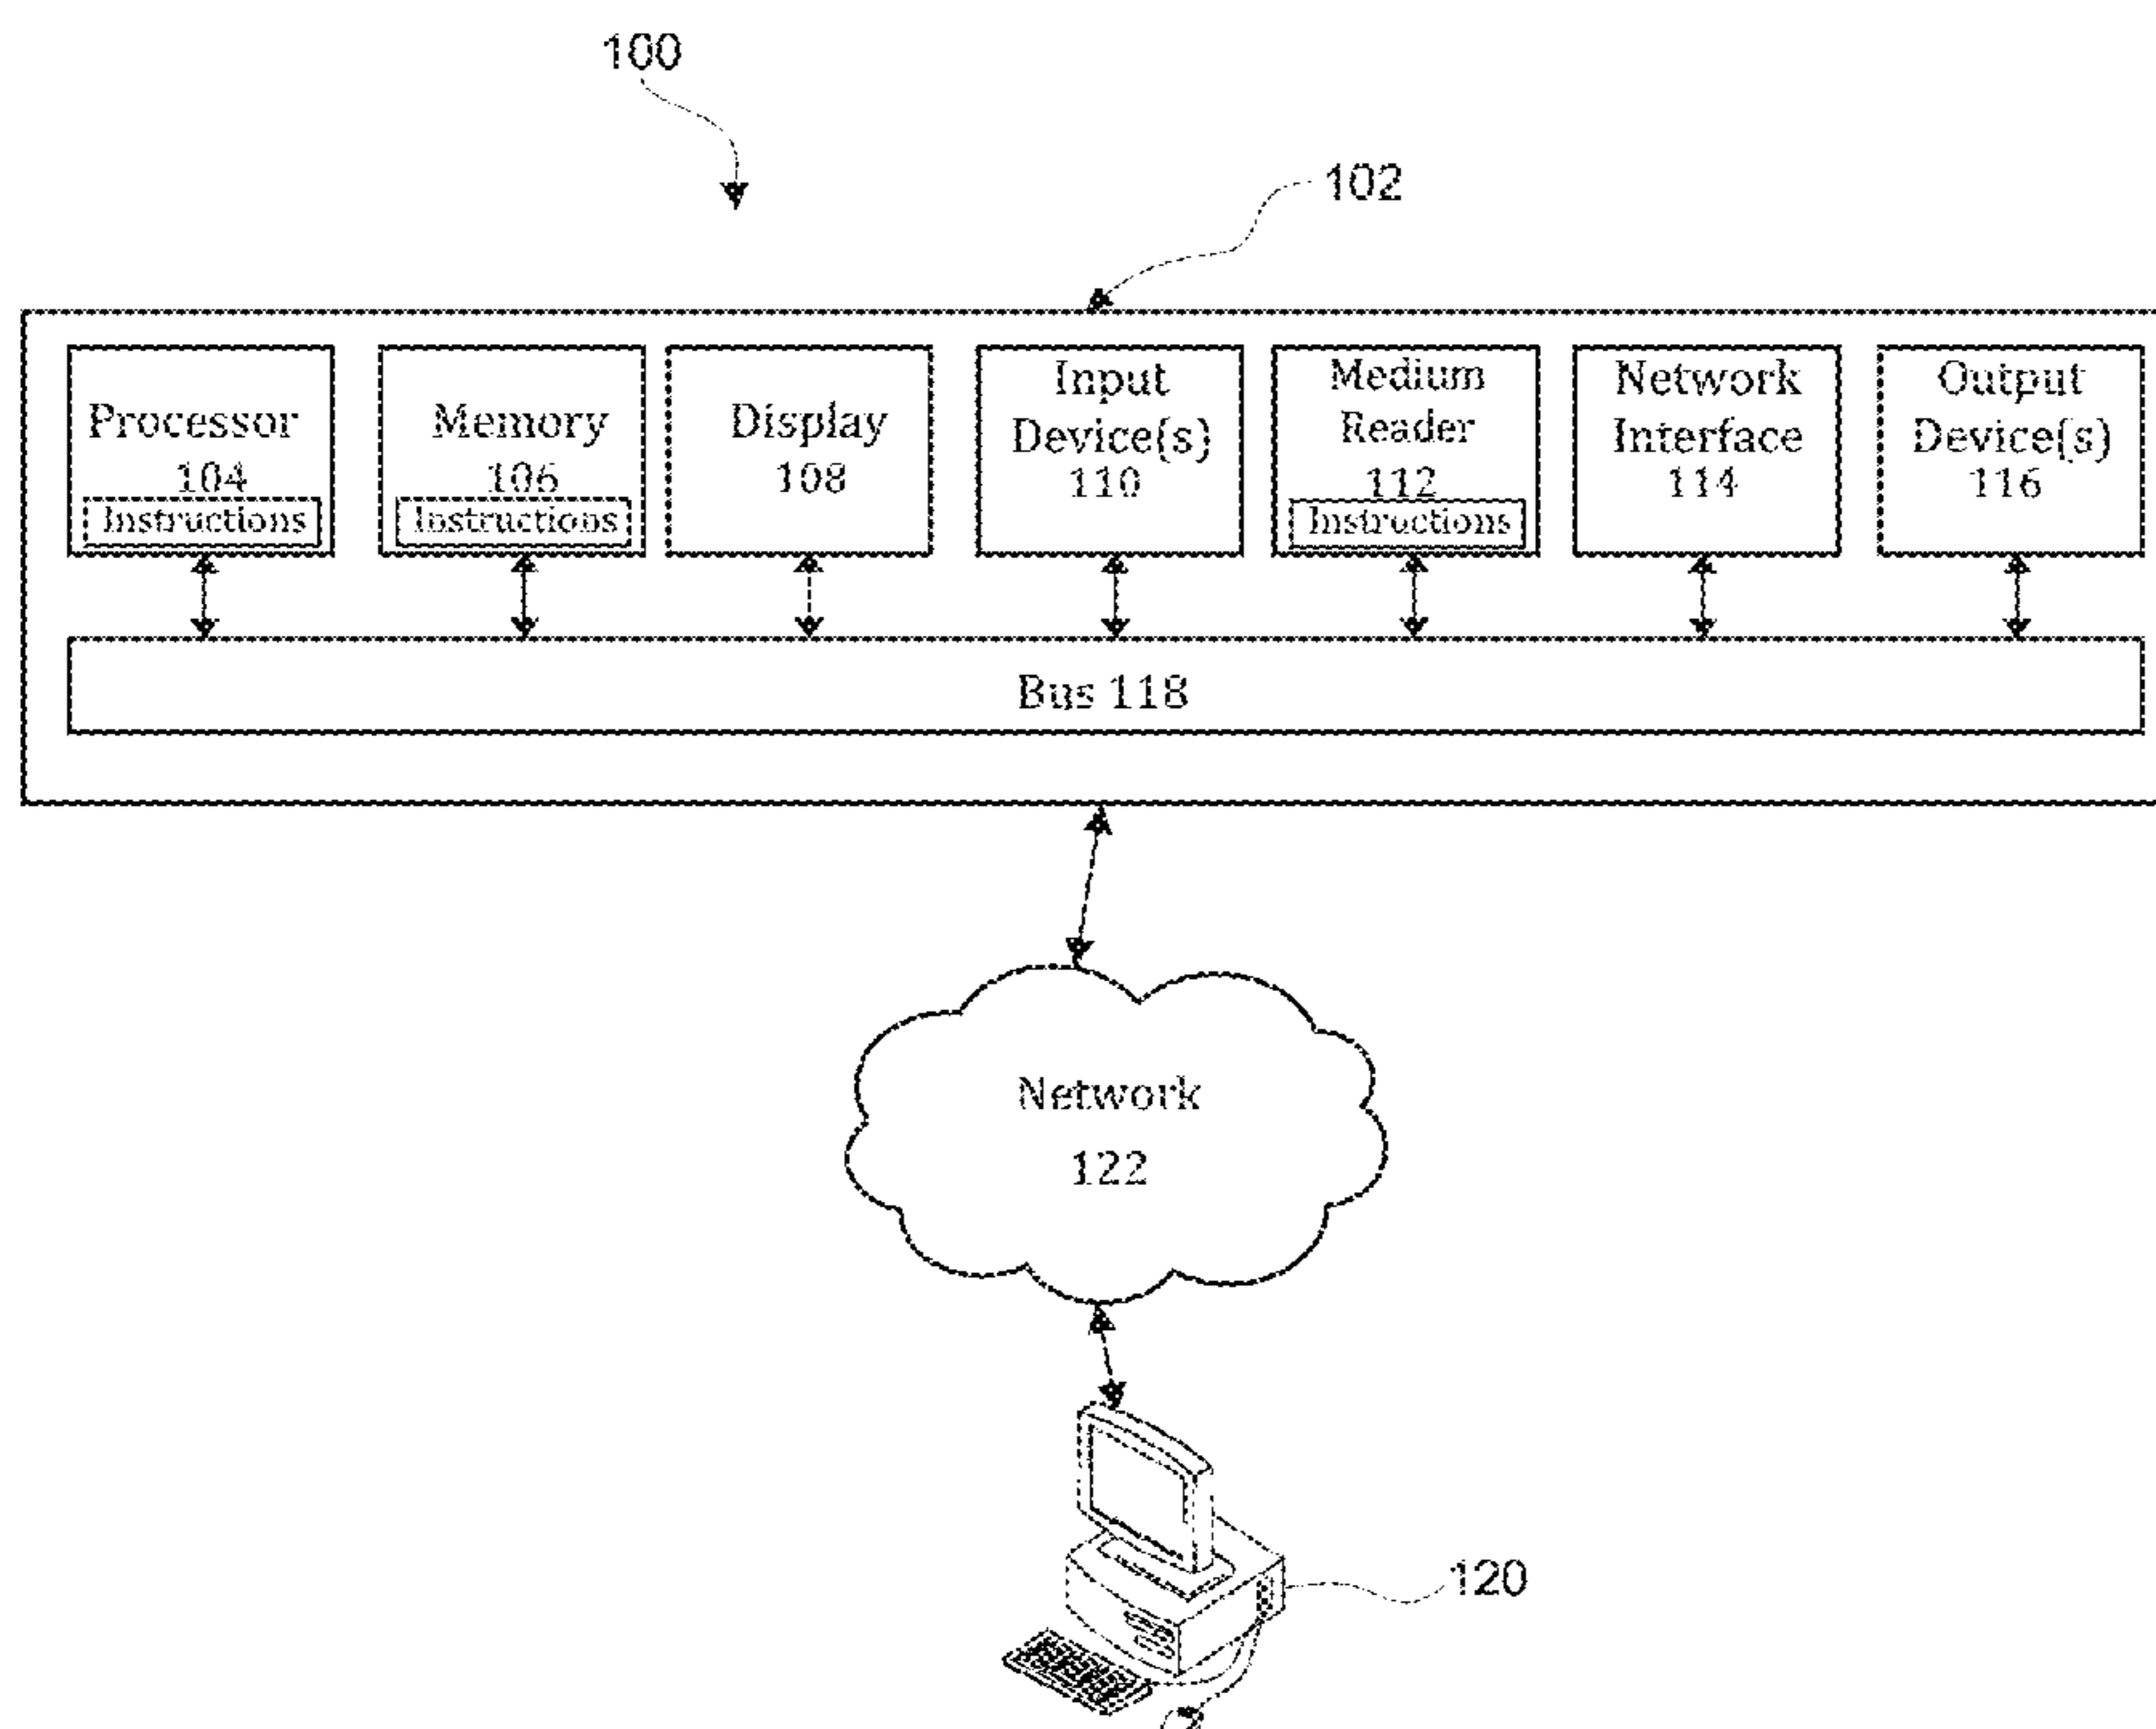 100
102
Processor
104
Instructions
Memory
106
Instructions
Display
108
Input
Device(s)
110
Medium
Reader
112
Instructions
Network
Interface
114
Output
Device(s)
116
Bus 118
Network
122
120